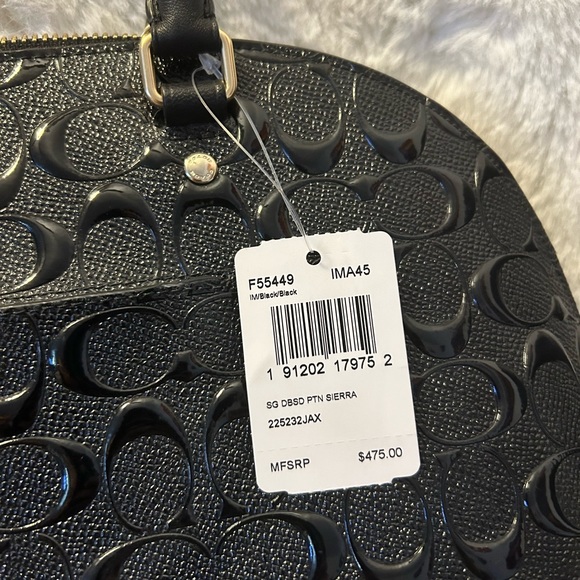 F55449 IMA45
IM/Black/Black
1 91202 17975 2
SG DBSD PTN SIERRA
225232JAX
MFSRP $475.00